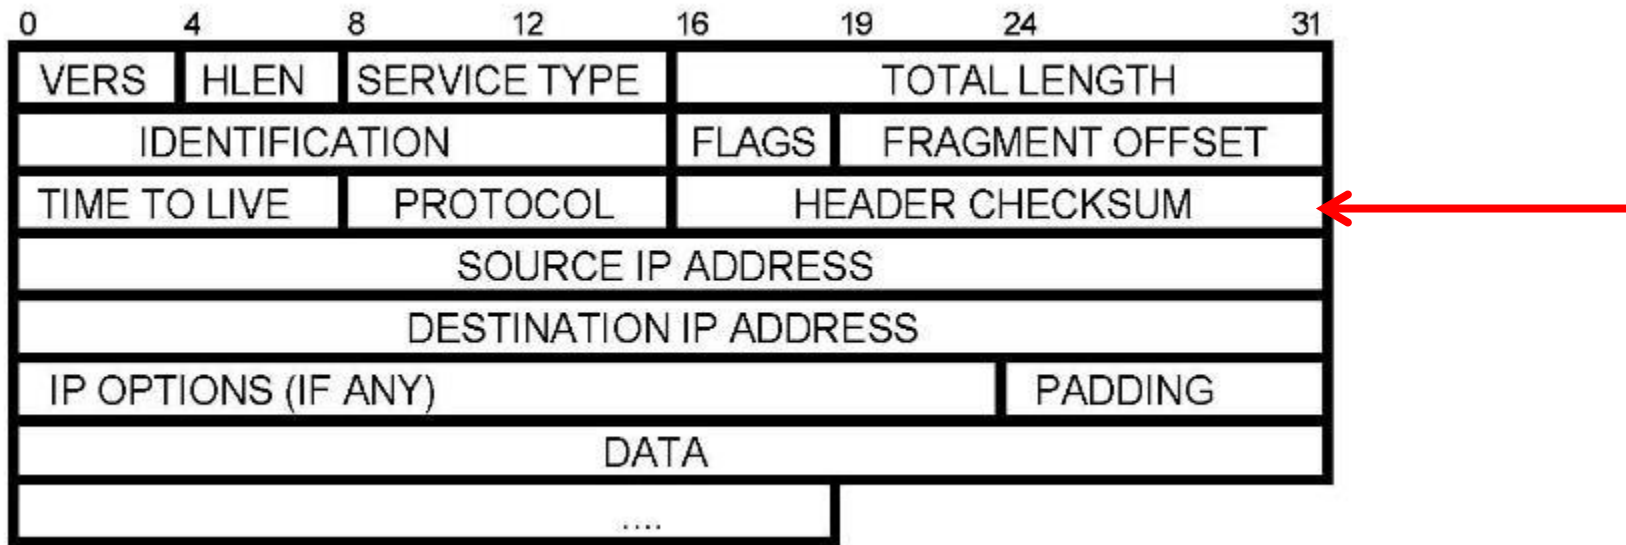 0 4 8 12 16 19 24 31
VERS HLEN SERVICE TYPE TOTAL LENGTH
IDENTIFICATION FLAGS FRAGMENT OFFSET
TIME TO LIVE PROTOCOL HEADER CHECKSUM
SOURCE IP ADDRESS
DESTINATION IP ADDRESS
IP OPTIONS (IF ANY) PADDING
DATA
....